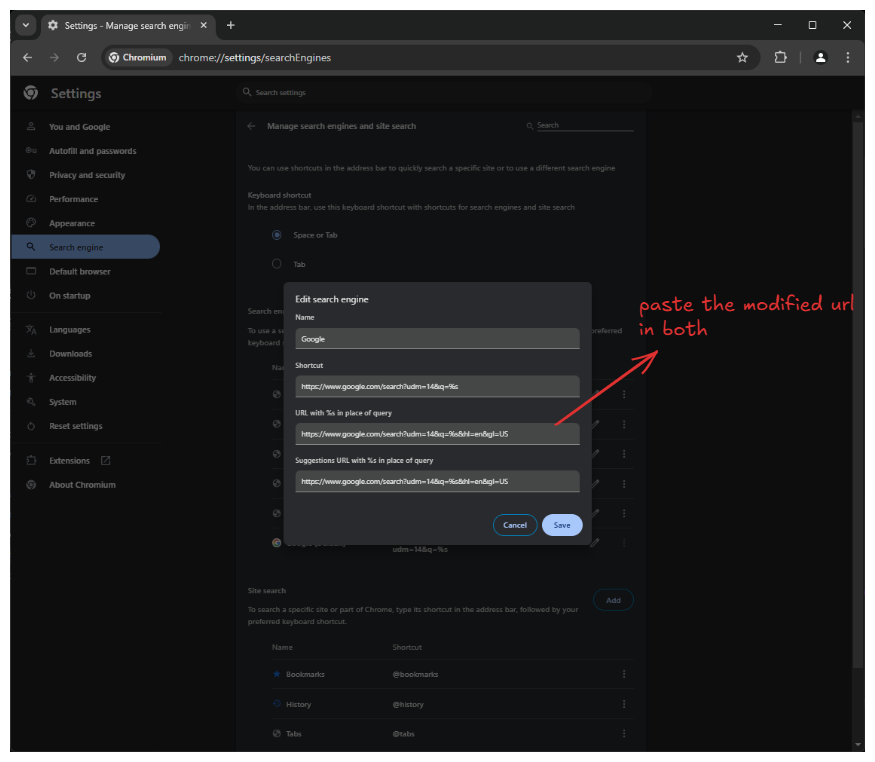 Settings - Manage search engin
Chromium
chrome://settings/searchEngines
Settings
Search settings
You and Google
Autofill and passwords
Privacy and security
Performance
Appearance
Search engine
Default browser
On startup
Languages
Downloads
Accessibility
System
Reset settings
Extensions
About Chromium
Manage search engines and site search
Search
You can use shortcuts in the address bar to quickly search a specific site or to use a different search engine
Keyboard shortcut
In the address bar, use this keyboard shortcut with shortcuts for search engines and site search
Space or Tab
Tab
Search en
To use a se
preferred
keyboard
Na
Edit search engine
Name
Google
Shortcut
https://www.google.com/search?udm=14&q=%s
URL with %s in place of query
https://www.google.com/search?udm=14&q=%s&hl=en&gl=US
Suggestions URL with %s in place of query
https://www.google.com/search?udm=14&q=%s&hl=en&gl=US
Cancel
Save
paste the modified url
in both
udm=14&q=%s
Site search
To search a specific site or part of Chrome, type its shortcut in the address bar, followed by your
preferred keyboard shortcut.
Add
Name
Shortcut
Bookmarks
@bookmarks
History
@history
Tabs
@tabs